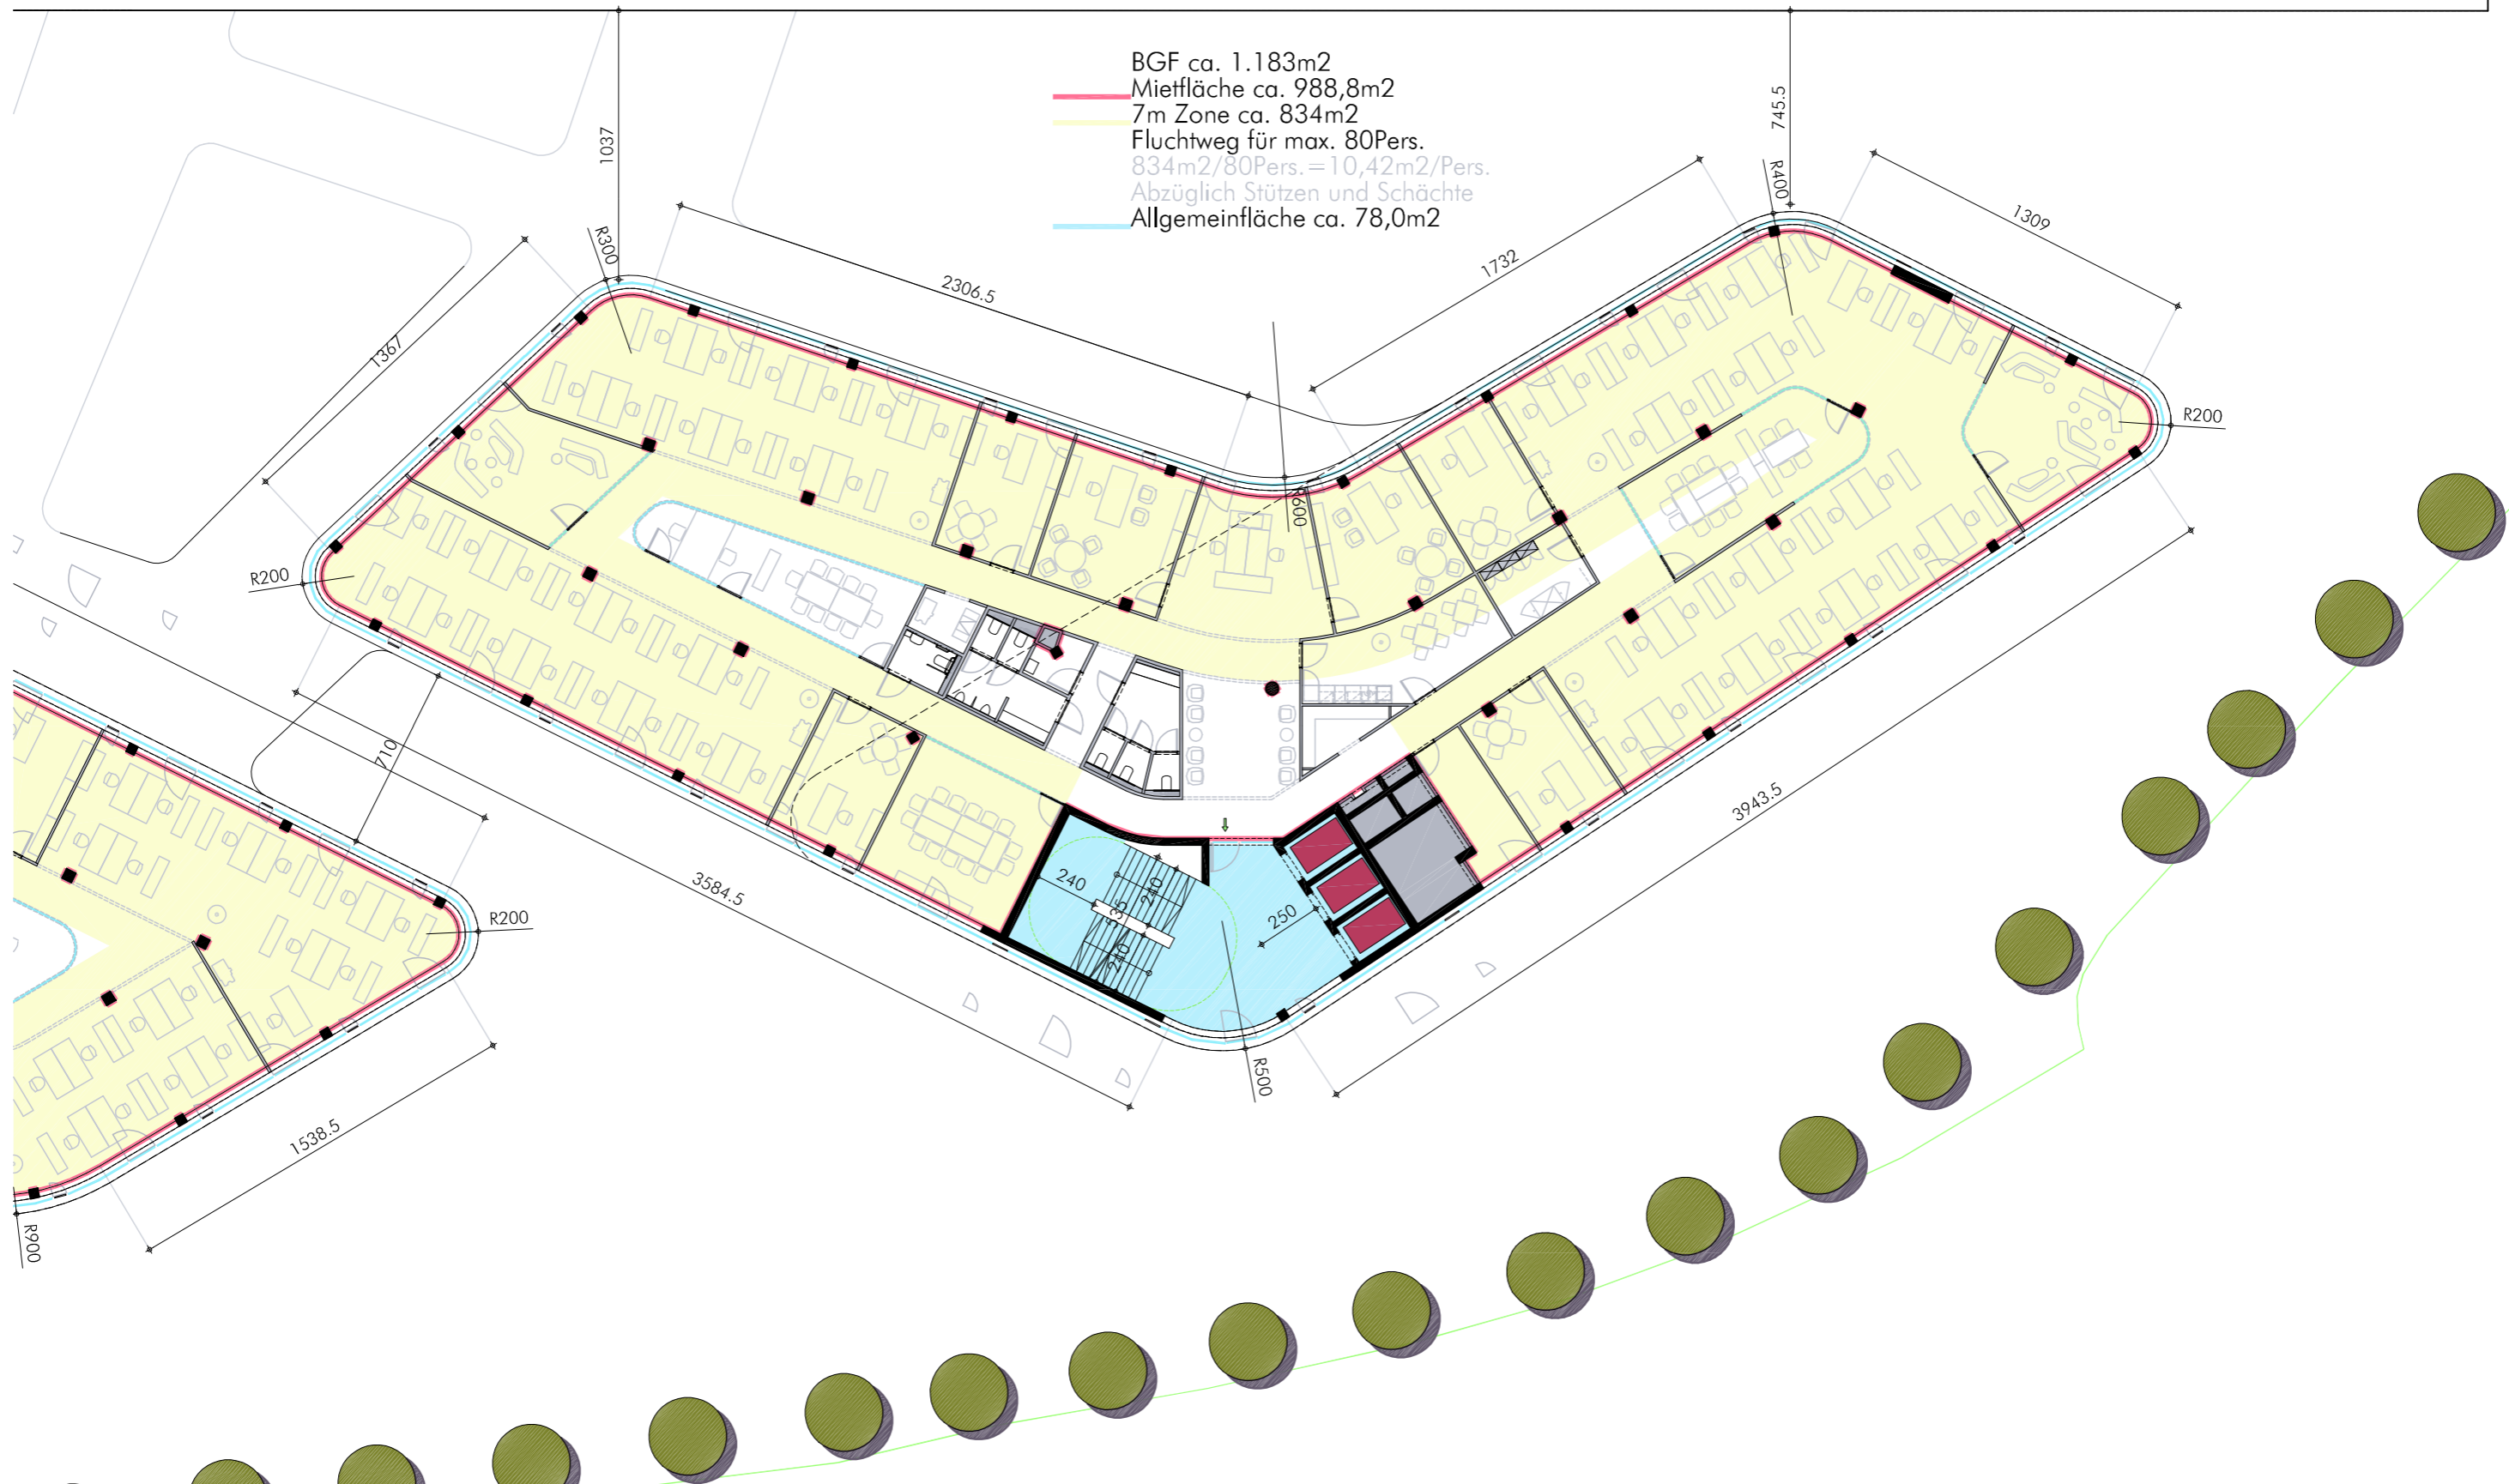 BGF ca. 1.183m2
Mietfläche ca. 988,8m2
7m Zone ca. 834m2
Fluchtweg für max. 80Pers.
834m2/80Pers.=10,42m2/Pers.
Abzüglich Stützen und Schächte
Allgemeinfläche ca. 78,0m2
1037
745.5
R400
R300
1309
2306.5
1732
1367
R200
R200
R600
710
3943.5
3584.5
240
240
535
240
250
R200
R500
1538.5
R900